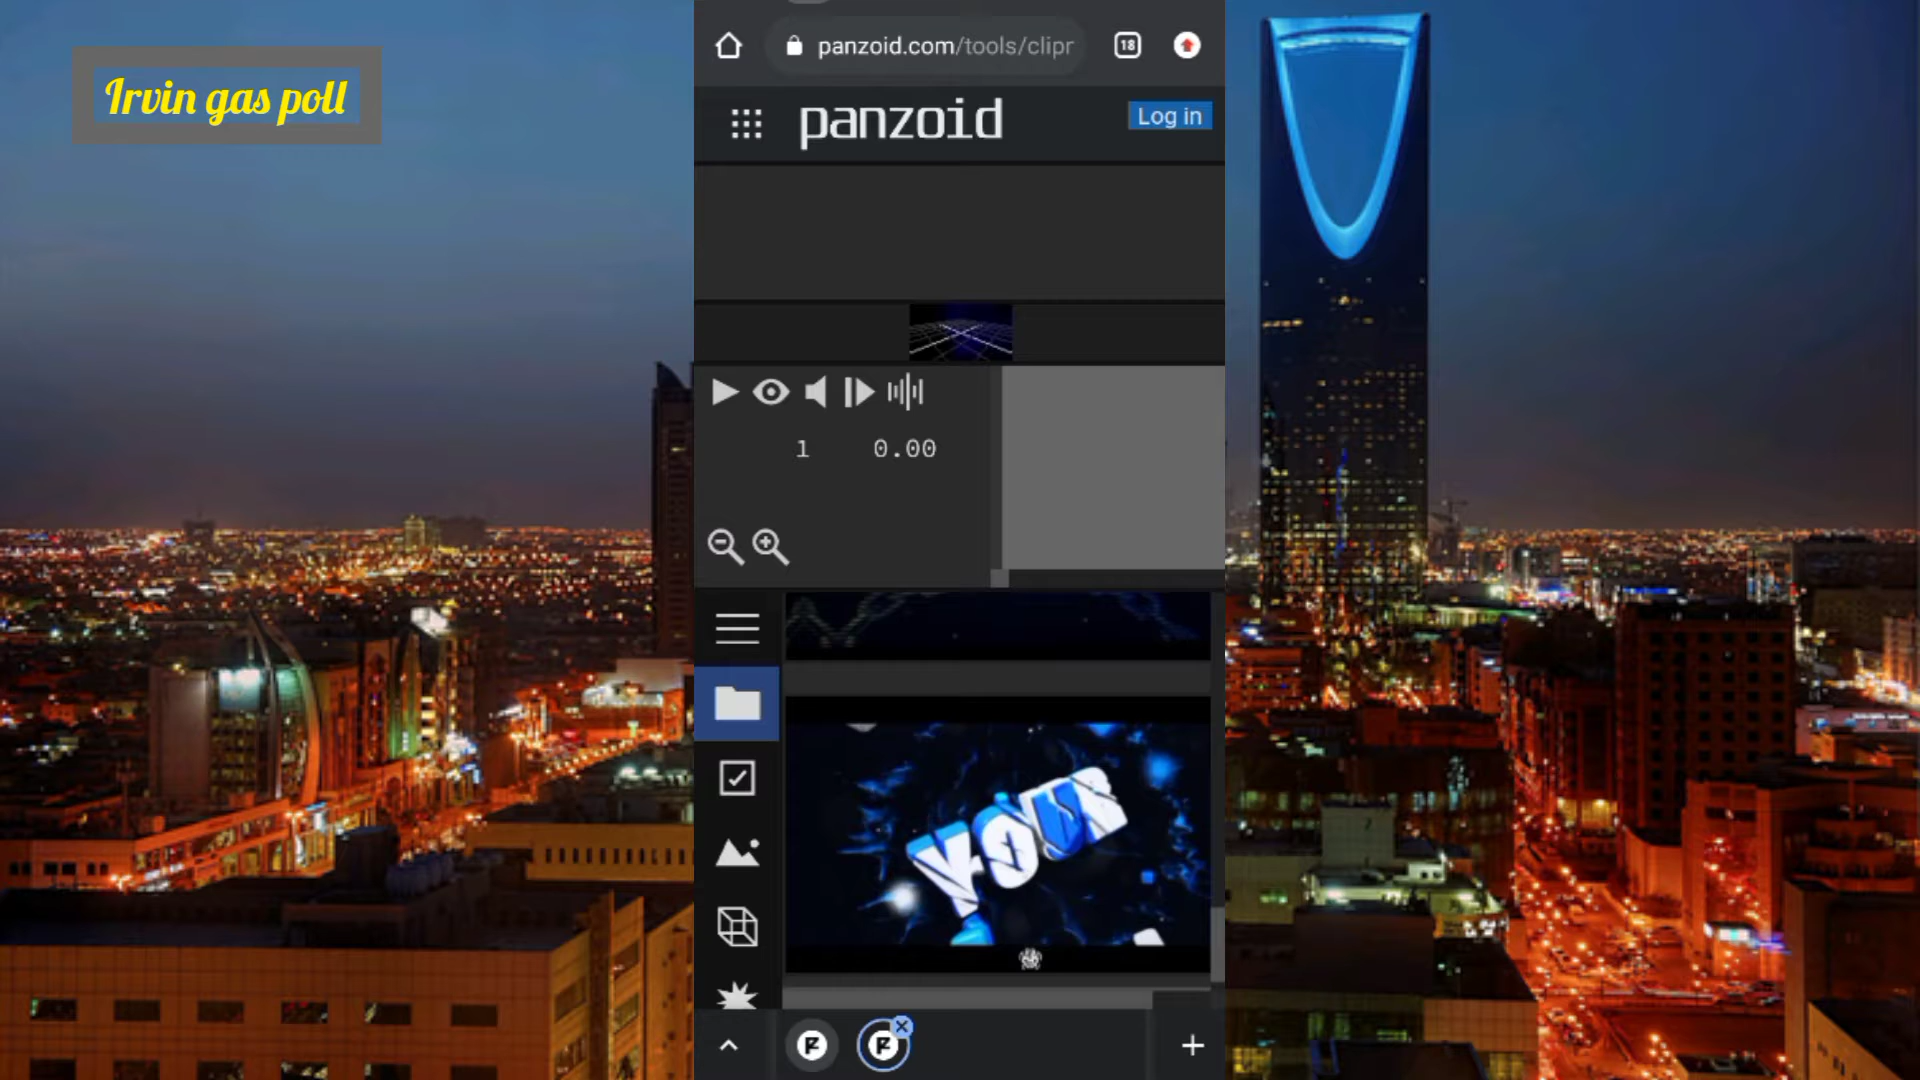 Irvin gas poll
panzoid.com/tools/clipr
18
panzoid
Log in
1 0.00
YOUR